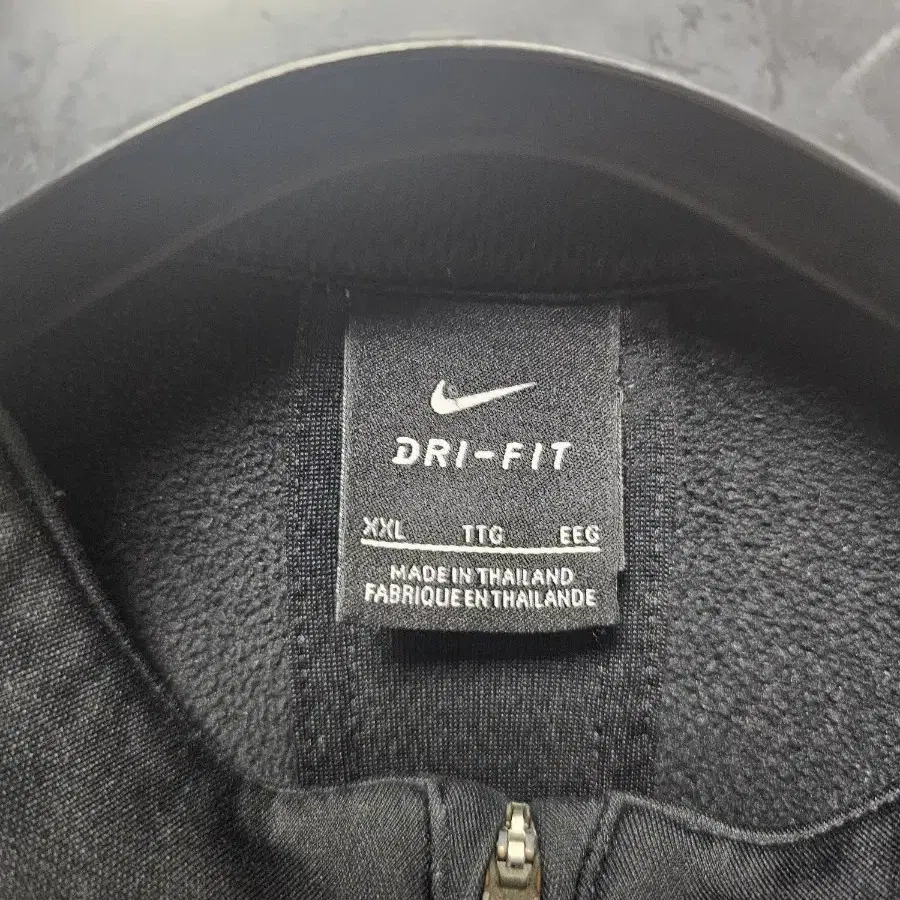 DRI-FIT
XXL TTG EEG
MADE IN THAILAND
FABRIQUE EN THAILANDE